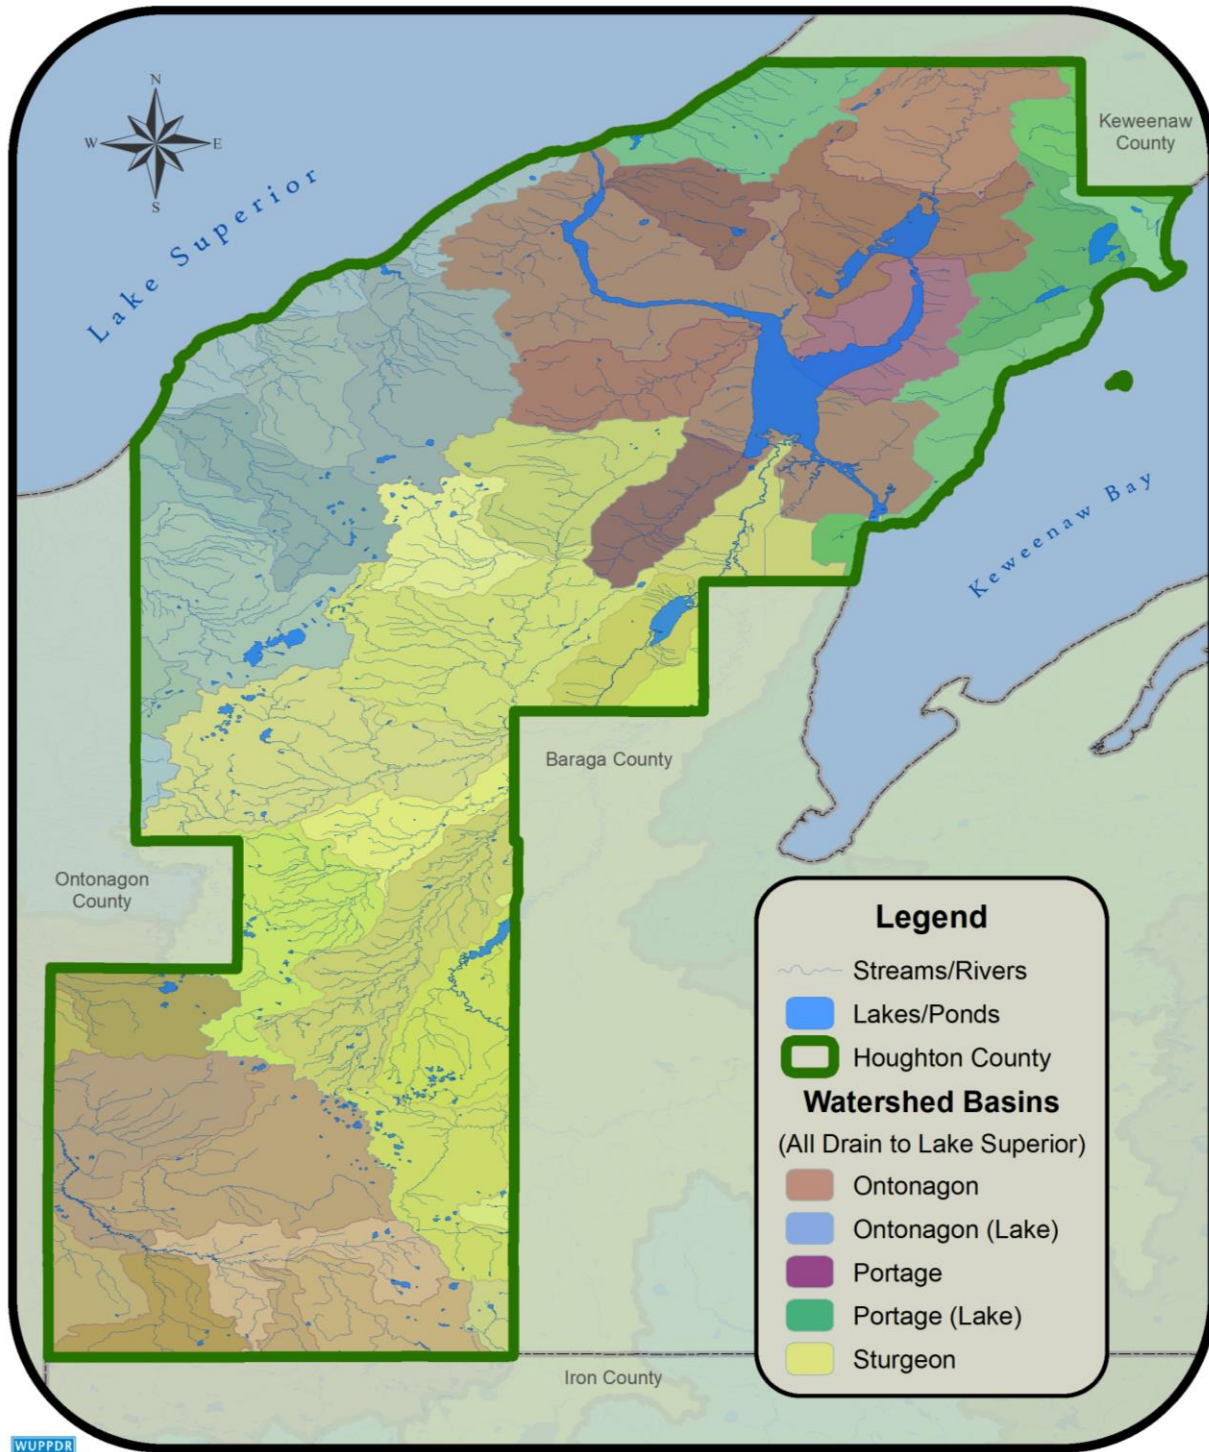 N
W
E
S
Lake Superior
Keweenaw
County
Keweenaw Bay
Baraga County
Ontonagon
County
Iron County
Legend
Streams/Rivers
Lakes/Ponds
Houghton County
Watershed Basins
(All Drain to Lake Superior)
Ontonagon
Ontonagon (Lake)
Portage
Portage (Lake)
Sturgeon
WUPPDR